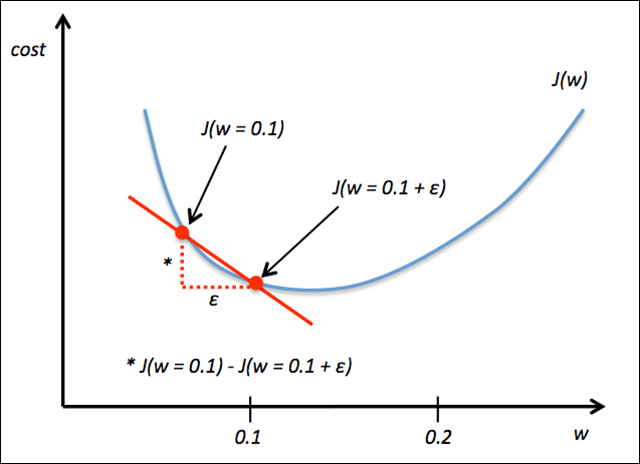 cost
J(w)
J(w = 0.1)
J(w = 0.1 + ε)
*
ε
* J(w = 0.1) - J(w = 0.1 + ε)
0.1
0.2
w